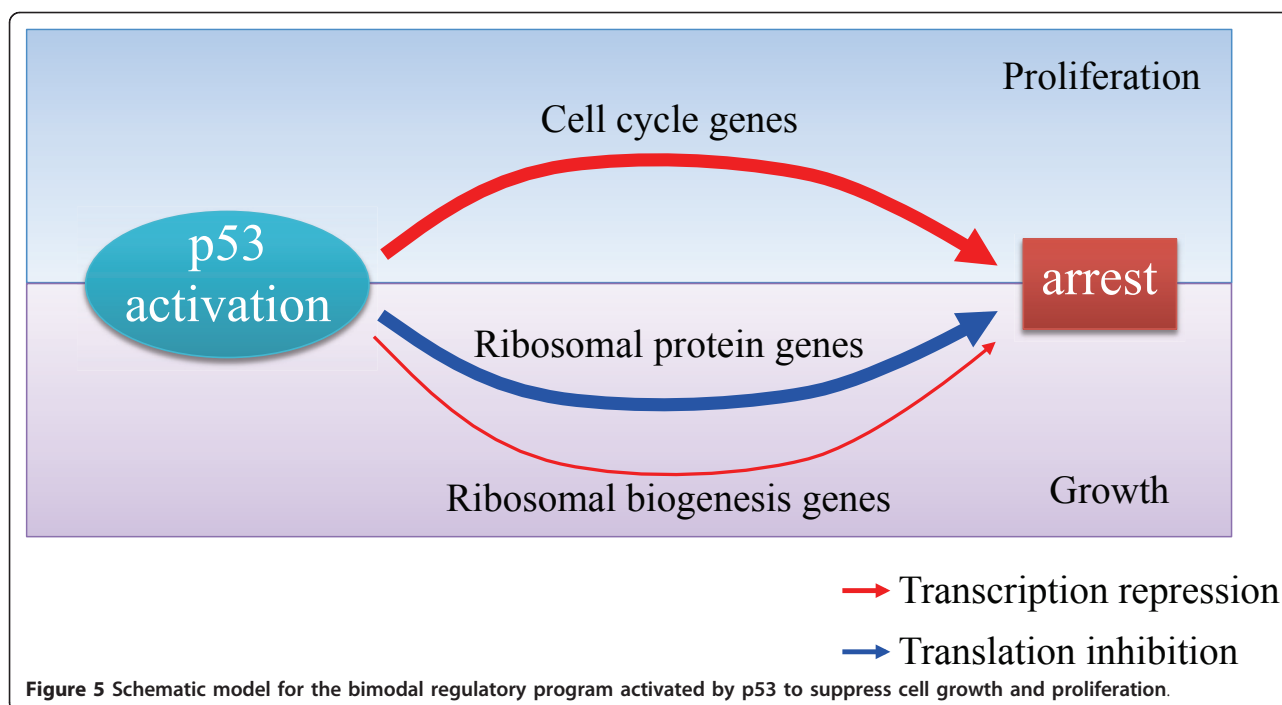 Proliferation
Cell cycle genes
p53
activation
arrest
Ribosomal protein genes
Ribosomal biogenesis genes
Growth
Transcription repression
Translation inhibition
Figure 5 Schematic model for the bimodal regulatory program activated by p53 to suppress cell growth and proliferation.